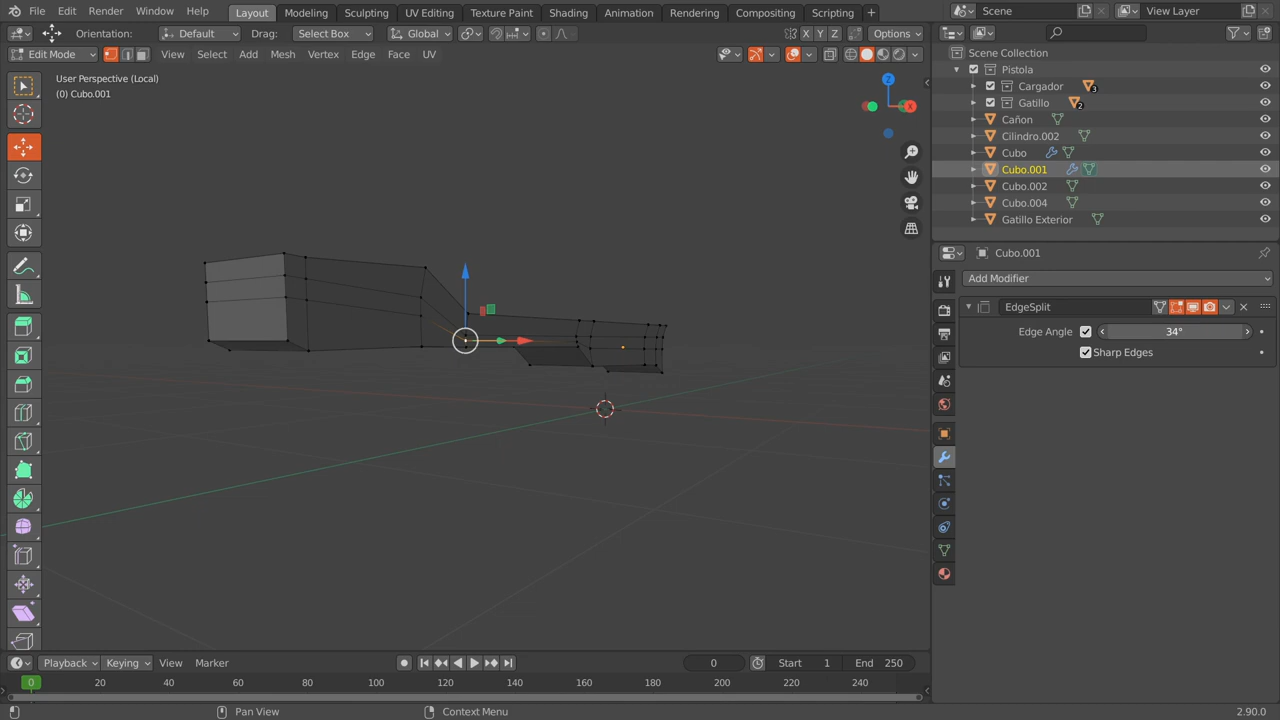 File Edit Render Window Help Layout Modeling Sculpting UV Editing Texture Paint Shading Animation Rendering Compositing Scripting + Scene View Layer
Orientation: Default Drag: Select Box Global X Y Z Options
Edit Mode View Select Add Mesh Vertex Edge Face UV
User Perspective (Local)
(0) Cubo.001
Z
X
Scene Collection
Pistola
Cargador 3
Gatillo 2
Cañon
Cilindro.002
Cubo
Cubo.001
Cubo.002
Cubo.004
Gatillo Exterior
Cubo.001
Add Modifier
EdgeSplit
Edge Angle 34°
Sharp Edges
Playback Keying View Marker 0 Start 1 End 250
0 20 40 60 80 100 120 140 160 180 200 220 240
Pan View Context Menu 2.90.0